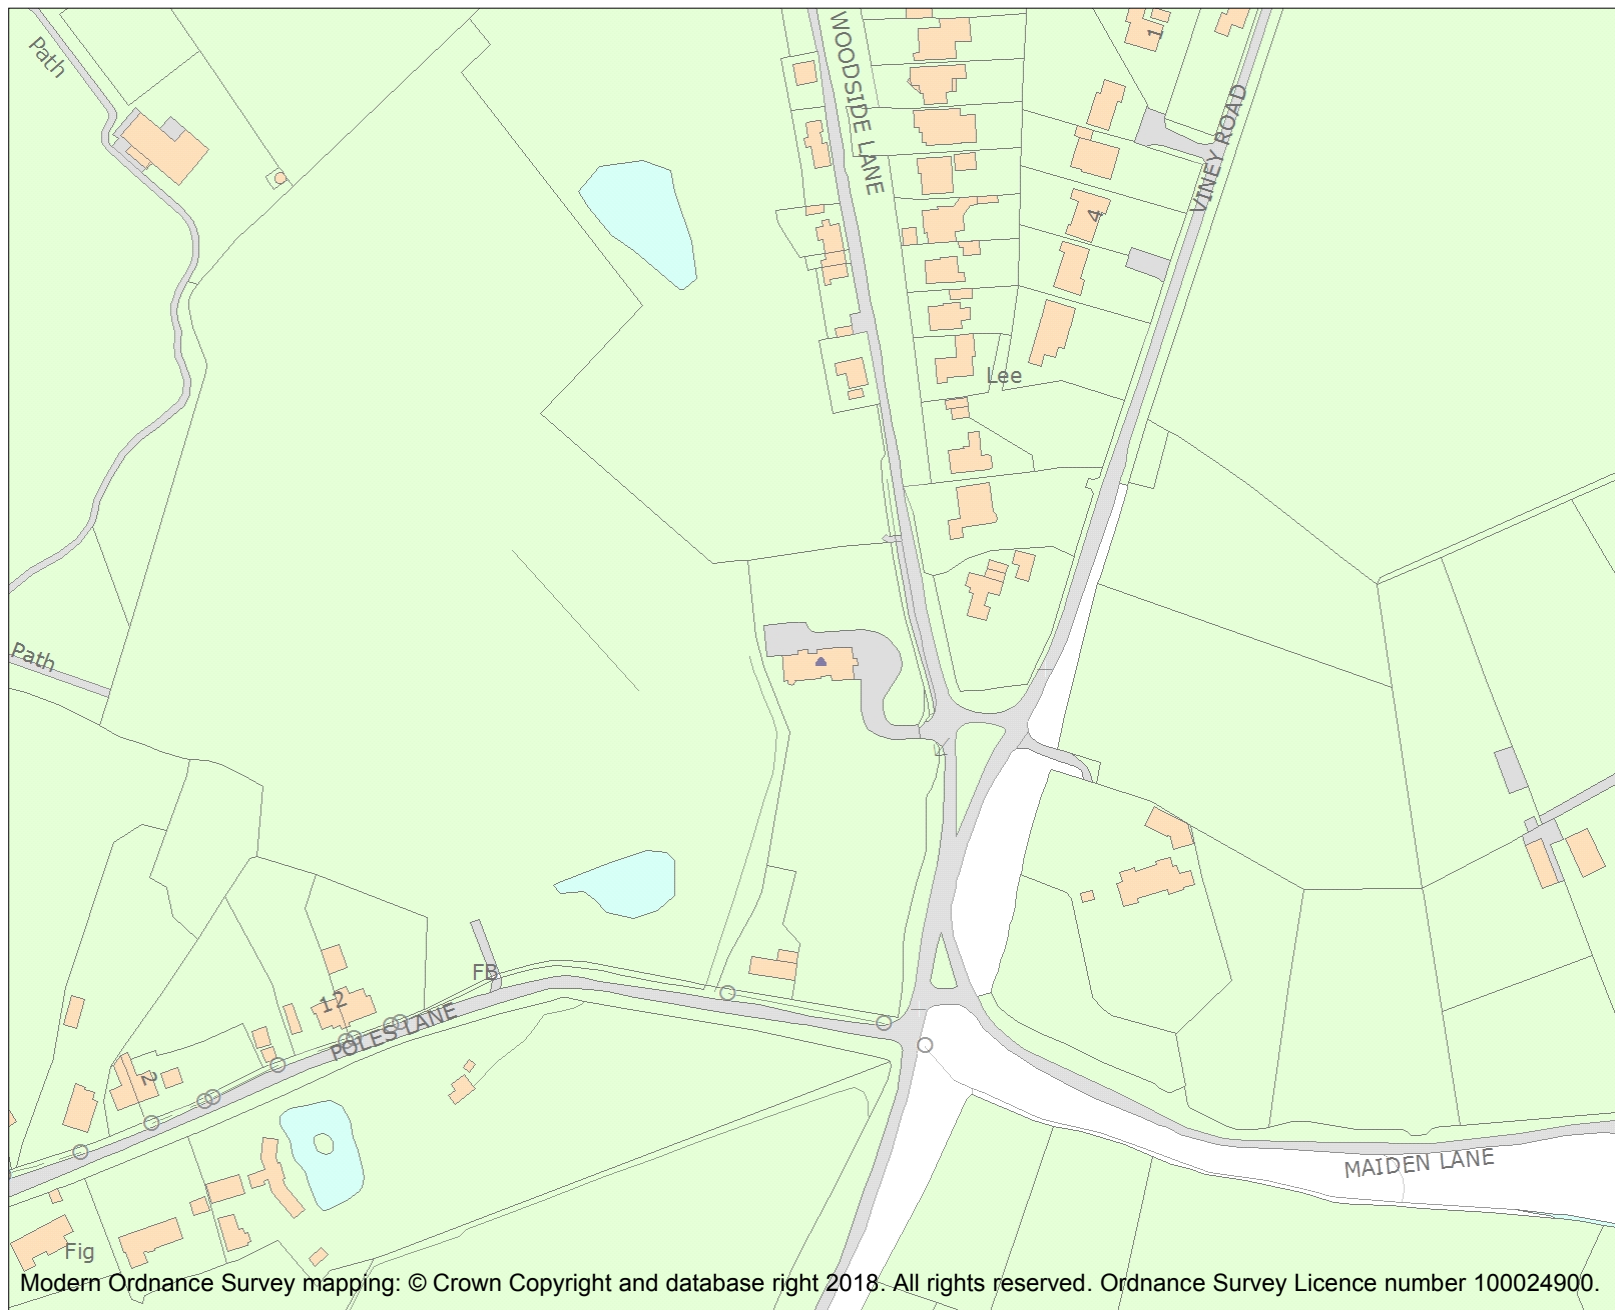 Path
WOODSIDE LANE
1
VINEY ROAD
4
Lee
Path
FB
12
POLES LANE
2
MAIDEN LANE
Fig
Modern Ordnance Survey mapping: © Crown Copyright and database right 2018. All rights reserved. Ordnance Survey Licence number 100024900.